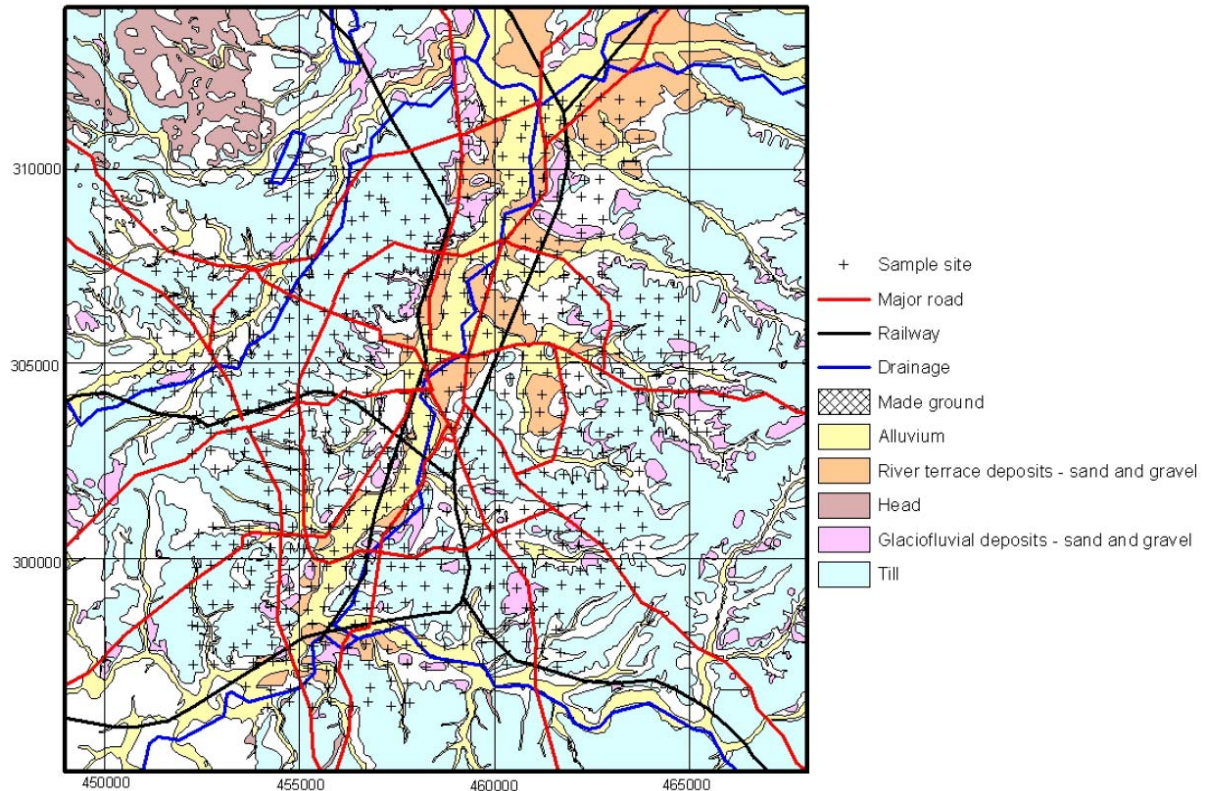 310000
305000
300000
450000
455000
460000
465000
Sample site
Major road
Railway
Drainage
Made ground
Alluvium
River terrace deposits - sand and gravel
Head
Glaciofluvial deposits - sand and gravel
Till